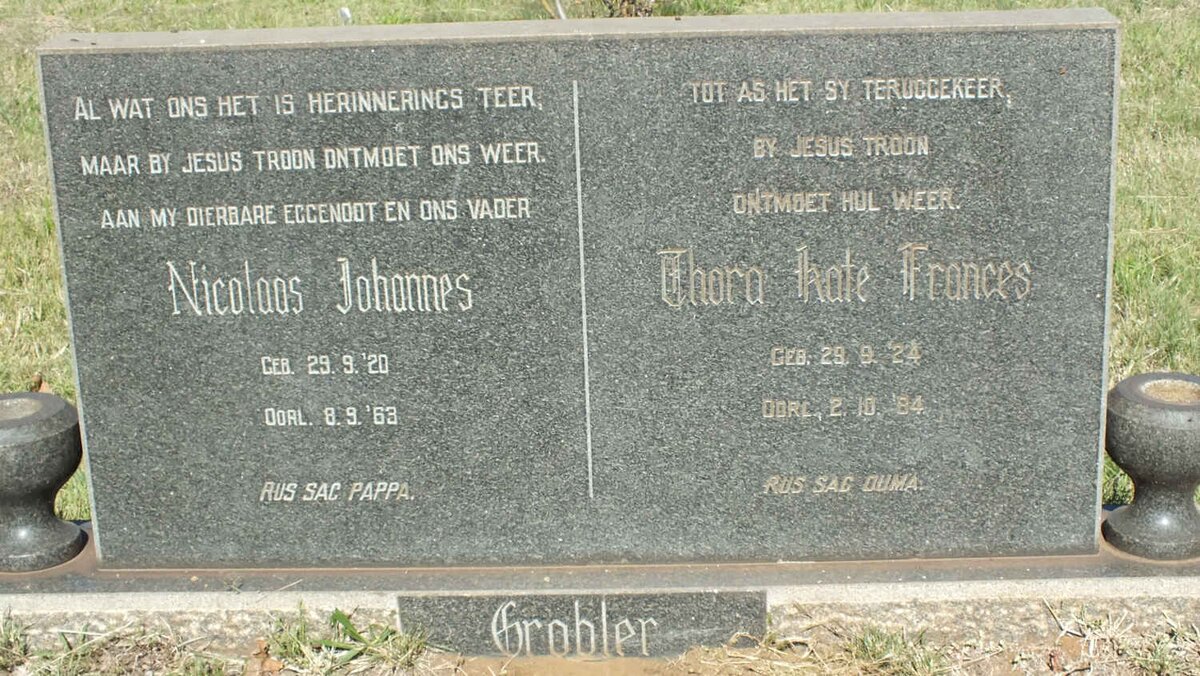 AL WAT ONS HET IS HERINNERINGS TEER,
MAAR BY JESUS TROON ONTMOET ONS WEER.
AAN MY DIERBARE EGGENOOT EN ONS VADER
Nicolaas Johannes
GEB. 29. 9. '20
OORL. 8. 9. '63
RUS SAG PAPPA.
TOT AS HET SY TERUGGEKEER,
BY JESUS TROON
ONTMOET HUL WEER.
Thora Kate Frances
GEB. 29. 9. '24
OORL. 2. 10. '84
RUS SAG OUMA.
Grobler